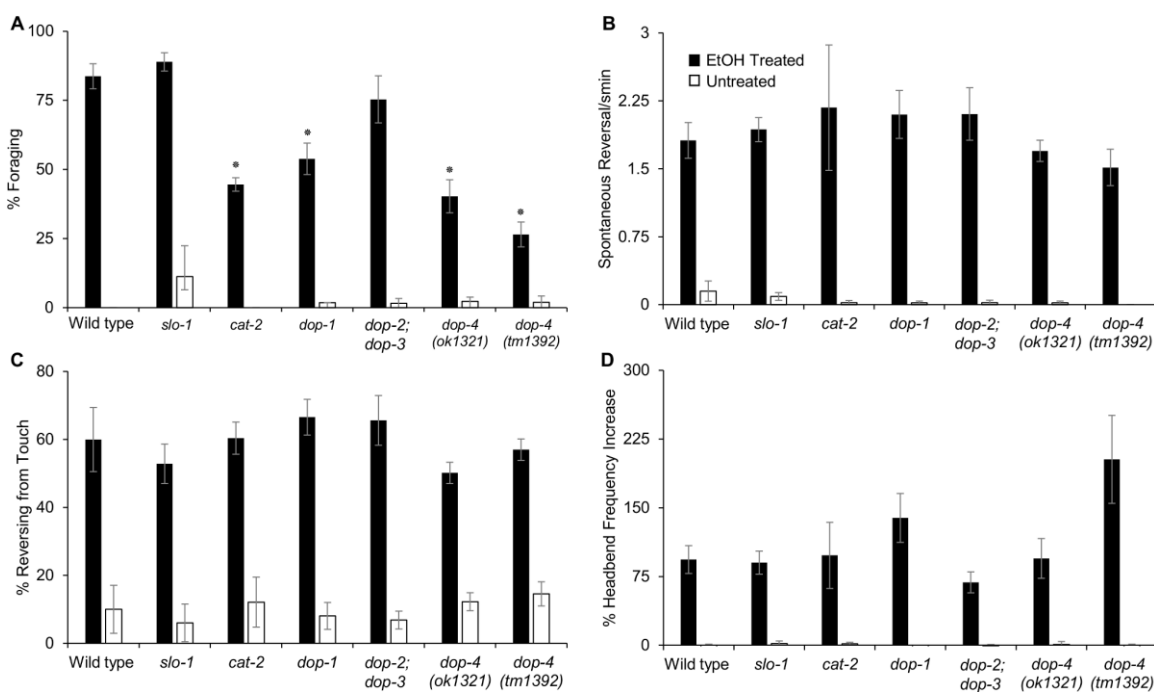 A
% Foraging
100
75
50
25
0
*
*
*
*
Wild type
slo-1
cat-2
dop-1
dop-2;
dop-3
dop-4
(ok1321)
dop-4
(tm1392)
B
Spontaneous Reversal/smin
3
2.25
1.5
0.75
0
EtOH Treated
Untreated
Wild type
slo-1
cat-2
dop-1
dop-2;
dop-3
dop-4
(ok1321)
dop-4
(tm1392)
C
% Reversing from Touch
80
60
40
20
0
Wild type
slo-1
cat-2
dop-1
dop-2;
dop-3
dop-4
(ok1321)
dop-4
(tm1392)
D
% Headbend Frequency Increase
300
225
150
75
0
Wild type
slo-1
cat-2
dop-1
dop-2;
dop-3
dop-4
(ok1321)
dop-4
(tm1392)